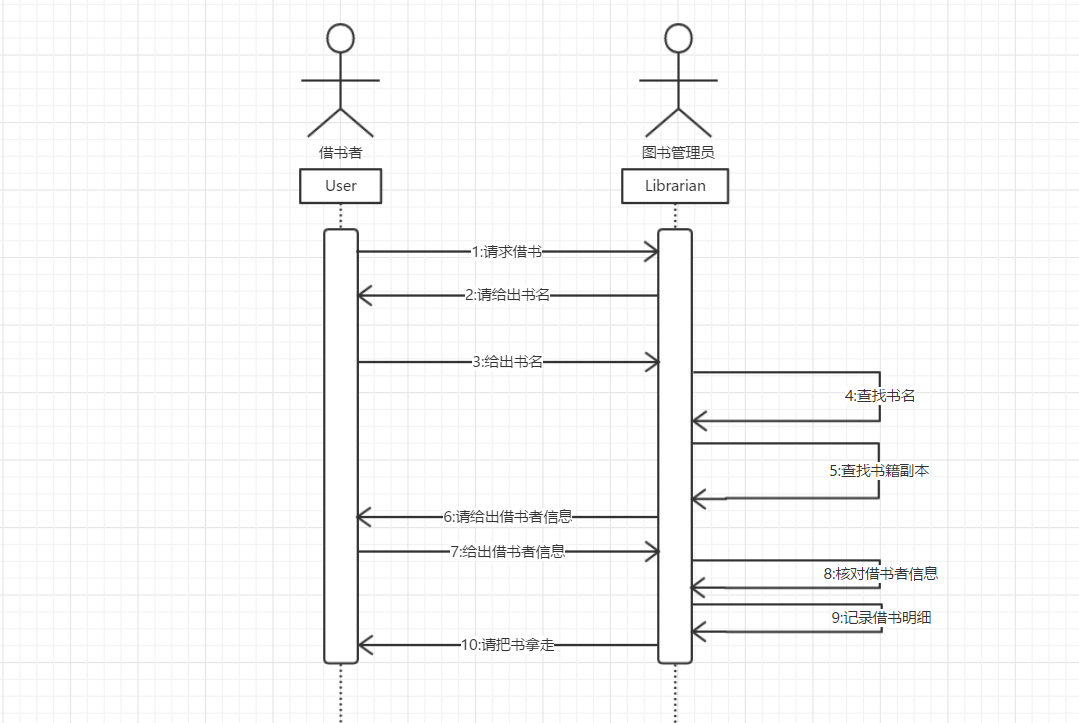 借书者
图书管理员
User
Librarian
1:请求借书
2:请给出书名
3:给出书名
4:查找书名
5:查找书籍副本
6:请给出借书者信息
7:给出借书者信息
8:核对借书者信息
9:记录借书明细
10:请把书拿走